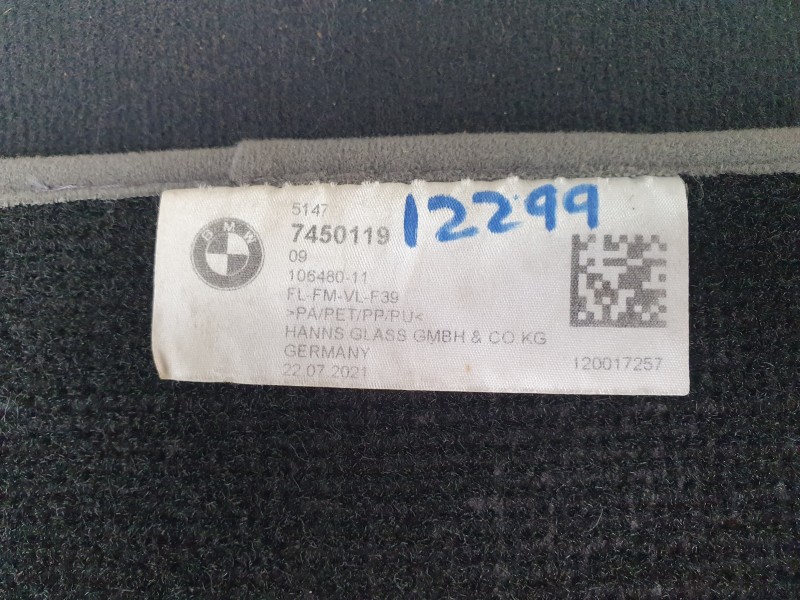 BMW
5147
7450119
12299
09
106480-11
FL-FM-VL-F39
>PA/PET/PP/PU<
HANNS GLASS GMBH & CO KG
GERMANY
22.07.2021
120017257